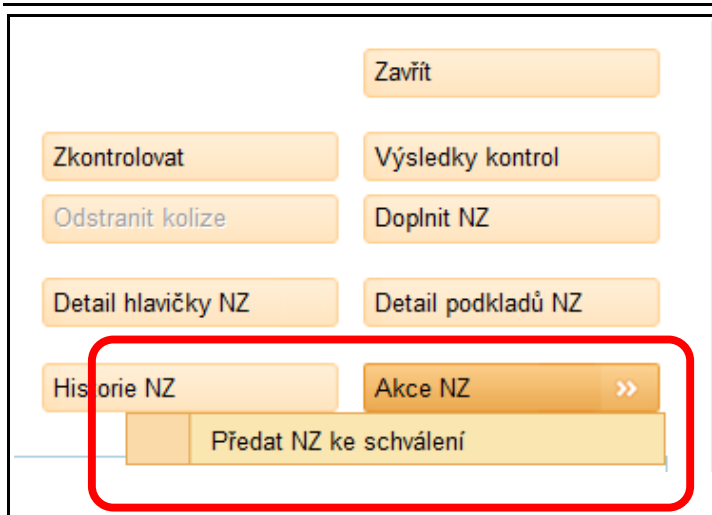 Zavřít
Zkontrolovat Výsledky kontrol
Odstranit kolize Doplnit NZ
Detail hlavičky NZ Detail podkladů NZ
Historie NZ Akce NZ »
Předat NZ ke schválení